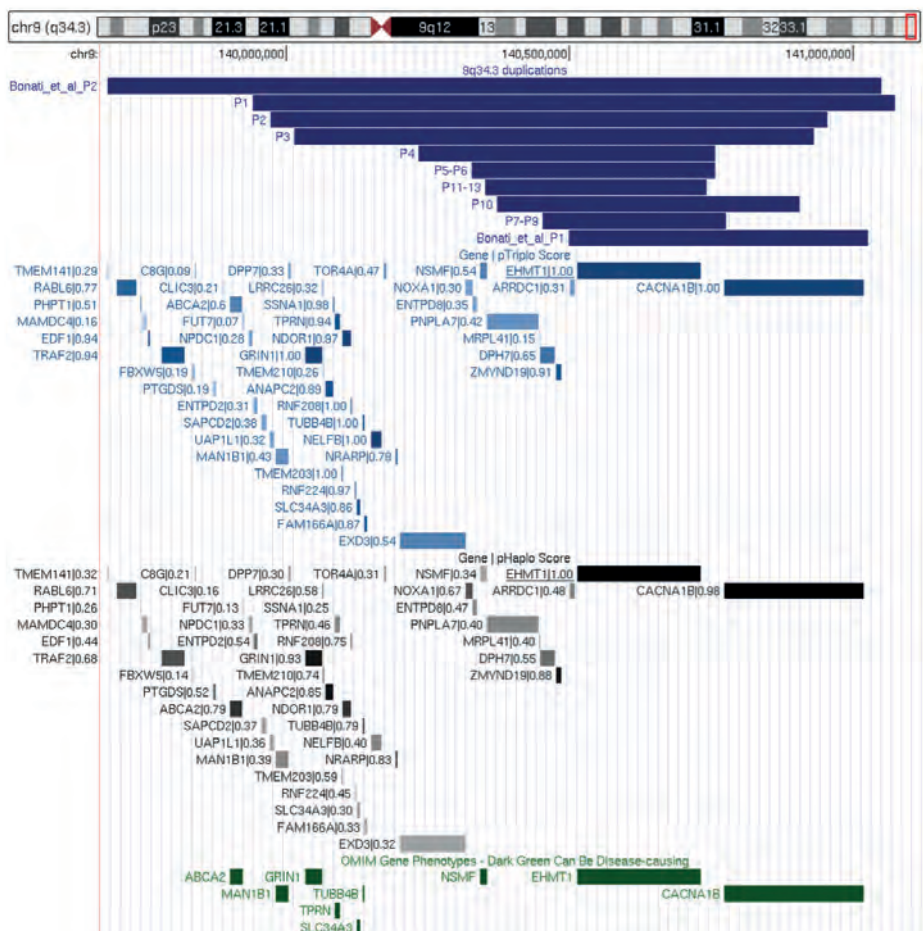 chr9 (q34.3) p23 21.3 21.1 9q12 13 31.1 32 33.1
chr9: 140,000,000 140,500,000 141,000,000
9q34.3 duplications
Bonati_et_al_P2
P1
P2
P3
P4
P5-P6
P11-13
P10
P7-P9
Bonati_et_al_P1
Gene | pTriplo Score
TMEM141|0.29 C8G|0.09 DPP7|0.33 TOR4A|0.47 NSMF|0.54 EHMT1|1.00
RABL6|0.77 CLIC3|0.21 LRRC26|0.32 NOXA1|0.30 ARRDC1|0.31 CACNA1B|1.00
PHPT1|0.51 ABCA2|0.6 SSNA1|0.98 ENTPD8|0.35
MAMDC4|0.16 FUT7|0.07 TPRN|0.94 PNPLA7|0.42
EDF1|0.94 NPDC1|0.28 NDOR1|0.97 MRPL41|0.15
TRAF2|0.94 GRIN1|1.00 DPH7|0.65
FBXW5|0.19 TMEM210|0.26 ZMYND19|0.91
PTGDS|0.19 ANAPC2|0.89
ENTPD2|0.31 RNF208|1.00
SAPCD2|0.38 TUBB4B|1.00
UAP1L1|0.32 NELFB|1.00
MAN1B1|0.43 NRARP|0.79
TMEM203|1.00
RNF224|0.97
SLC34A3|0.86
FAM166A|0.87
EXD3|0.54
Gene | pHaplo Score
TMEM141|0.32 C8G|0.21 DPP7|0.30 TOR4A|0.31 NSMF|0.34 EHMT1|1.00
RABL6|0.71 CLIC3|0.16 LRRC26|0.58 NOXA1|0.67 ARRDC1|0.48 CACNA1B|0.98
PHPT1|0.26 FUT7|0.13 SSNA1|0.25 ENTPD8|0.47
MAMDC4|0.30 NPDC1|0.33 TPRN|0.46 PNPLA7|0.40
EDF1|0.44 ENTPD2|0.54 RNF208|0.75 MRPL41|0.40
TRAF2|0.68 GRIN1|0.93 DPH7|0.55
FBXW5|0.14 TMEM210|0.74 ZMYND19|0.88
PTGDS|0.52 ANAPC2|0.85
ABCA2|0.79 NDOR1|0.79
SAPCD2|0.37 TUBB4B|0.79
UAP1L1|0.36 NELFB|0.40
MAN1B1|0.39 NRARP|0.83
TMEM203|0.59
RNF224|0.45
SLC34A3|0.30
FAM166A|0.33
EXD3|0.32
OMIM Gene Phenotypes - Dark Green Can Be Disease-causing
ABCA2 GRIN1 NSMF EHMT1
MAN1B1 TUBB4B CACNA1B
TPRN
SLC34A3